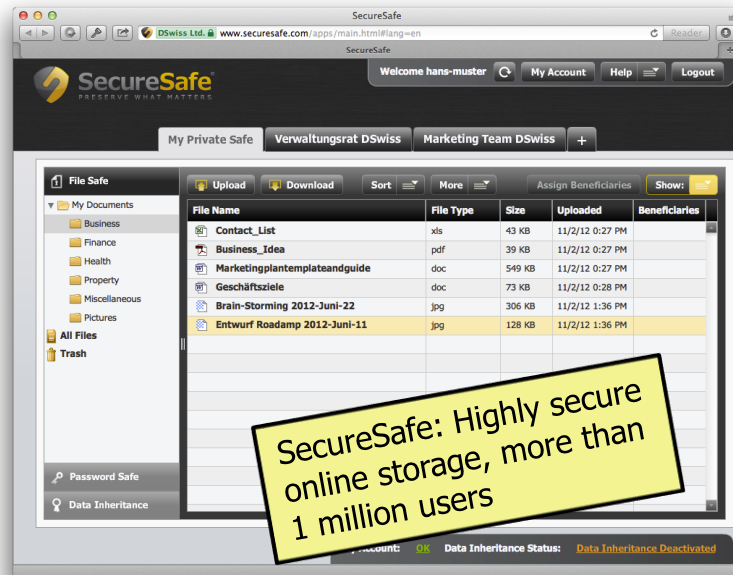 SecureSafe
DSwiss Ltd. www.securesafe.com/apps/main.html#lang=en
Reader
SecureSafe
SecureSafe
PRESERVE WHAT MATTERS
Welcome hans-muster My Account Help Logout
My Private Safe Verwaltungsrat DSwiss Marketing Team DSwiss +
File Safe
Upload Download Sort More Assign Beneficiaries Show:
My Documents
Business
Finance
Health
Property
Miscellaneous
Pictures
All Files
Trash
File Name File Type Size Uploaded Beneficiaries
Contact_List xls 43 KB 11/2/12 0:27 PM
Business_Idea pdf 39 KB 11/2/12 0:27 PM
Marketingplantemplateandguide doc 549 KB 11/2/12 0:27 PM
Geschäftsziele doc 73 KB 11/2/12 0:28 PM
Brain-Storming 2012-Juni-22 jpg 306 KB 11/2/12 1:36 PM
Entwurf Roadamp 2012-Juni-11 jpg 128 KB 11/2/12 1:36 PM
SecureSafe: Highly secure
online storage, more than
1 million users
Password Safe
Data Inheritance
Account: OK Data Inheritance Status: Data Inheritance Deactivated